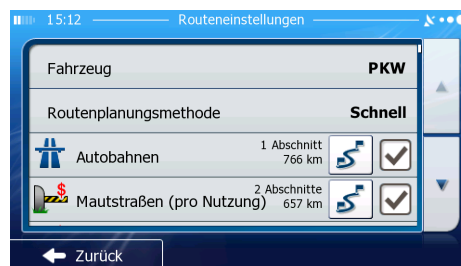 15:12 Routeneinstellungen
Fahrzeug PKW
Routenplanungsmethode Schnell
Autobahnen 1 Abschnitt
766 km
Mautstraßen (pro Nutzung) 2 Abschnitte
657 km
Zurück